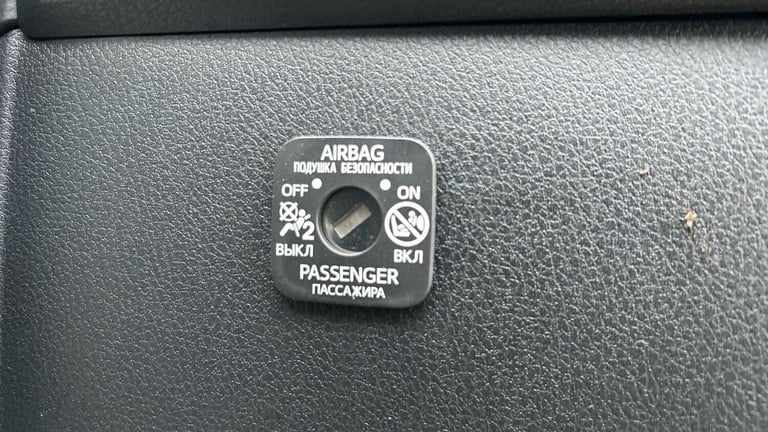 AIRBAG
ПОДУШКА БЕЗОПАСНОСТИ
OFF ON
2
ВЫКЛ ВКЛ
PASSENGER
ПАССАЖИРА